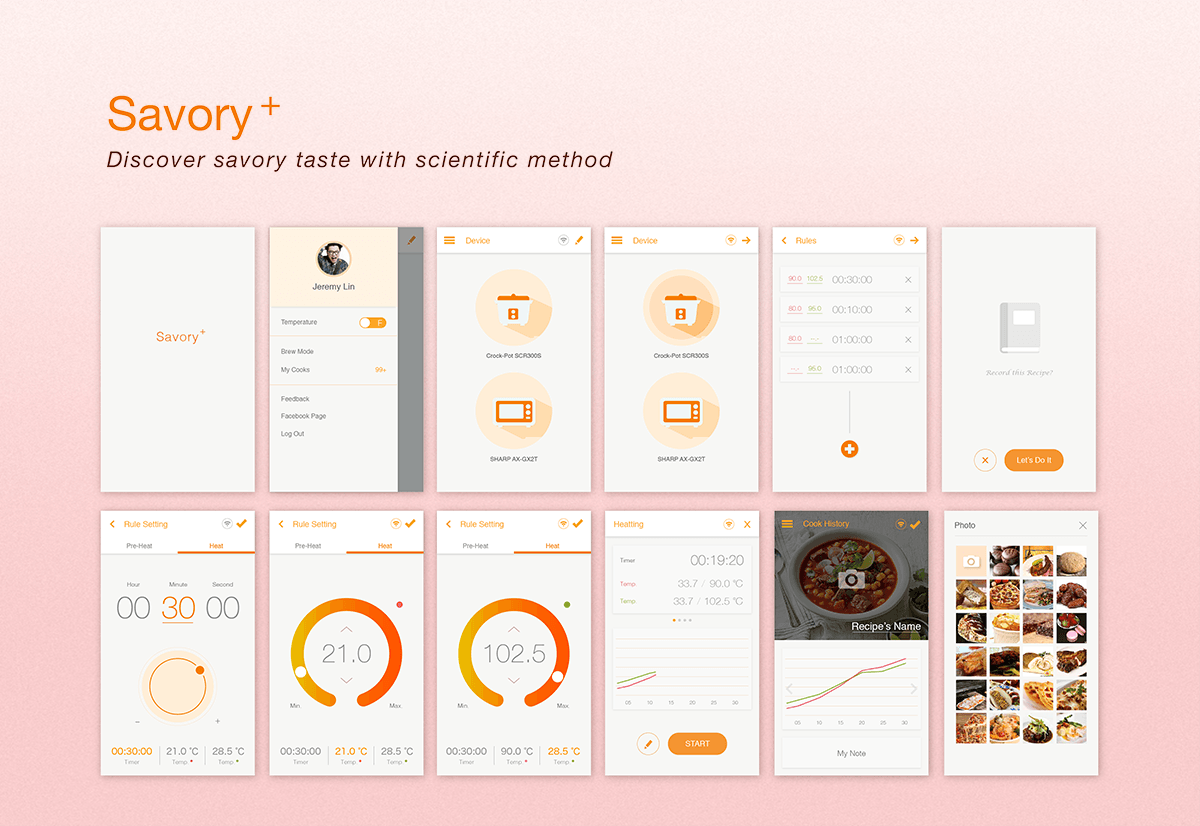 Savory+
Discover savory taste with scientific method
Savory+
Jeremy Lin
Temperature
F
Brew Mode
My Cooks
99+
Feedback
Facebook Page
Log Out
Device
Crock-Pot SCR300S
SHARP AX-GX2T
Device
Crock-Pot SCR300S
SHARP AX-GX2T
Rules
90.0 102.5 00:30:00
80.0 95.0 00:10:00
80.0 --.- 01:00:00
--.- 95.0 01:00:00
Record this Recipe?
Let's Do It
Rule Setting
Pre-Heat Heat
Hour Minute Second
00 30 00
- +
00:30:00 21.0 °C 28.5 °C
Timer Temp. Temp.
Rule Setting
Pre-Heat Heat
21.0
Min. Max.
00:30:00 21.0 °C 28.5 °C
Timer Temp. Temp.
Rule Setting
Pre-Heat Heat
102.5
Min. Max.
00:30:00 90.0 °C 28.5 °C
Timer Temp. Temp.
Heatting X
Timer 00:19:20
Temp 33.7 / 90.0 °C
Temp 33.7 / 102.5 °C
05 10 15 20 25 30
START
Cook History
Recipe's Name
05 10 15 20 25 30
My Note
Photo